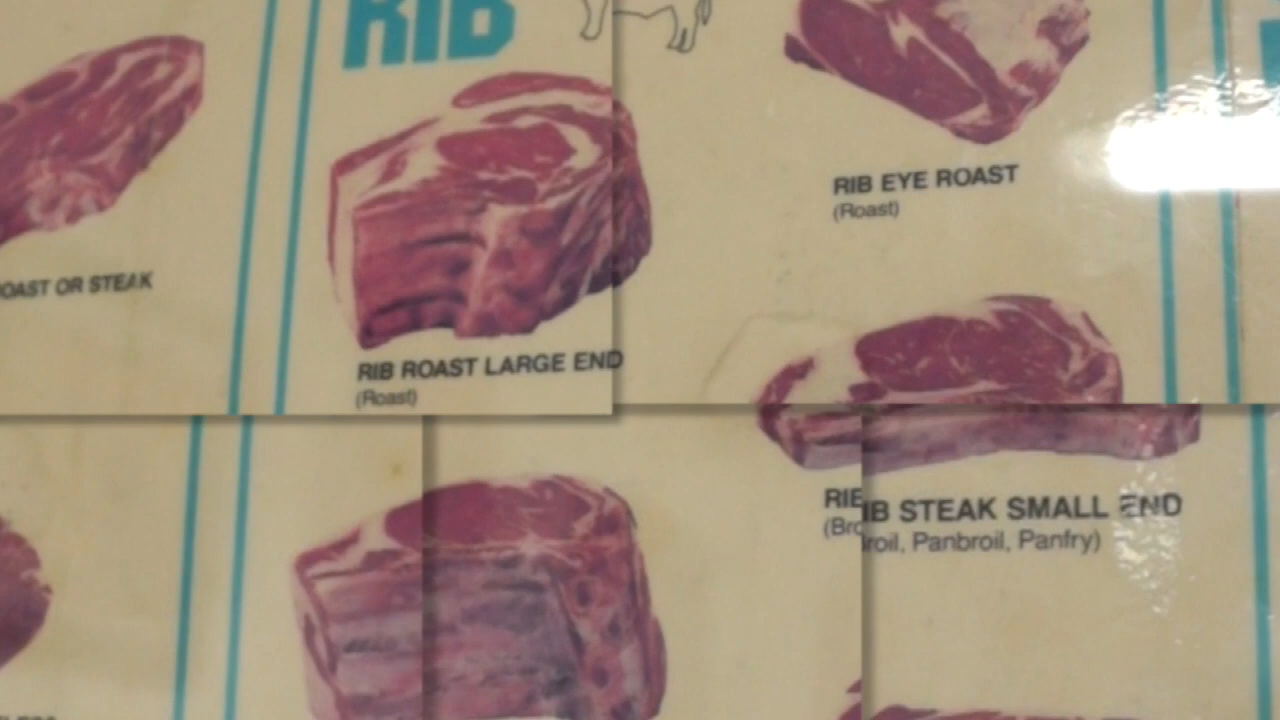 RIB
RIB EYE ROAST
(Roast)
OAST OR STEAK
RIB ROAST LARGE END
(Roast)
RIB STEAK SMALL END
(Broil, Panbroil, Panfry)